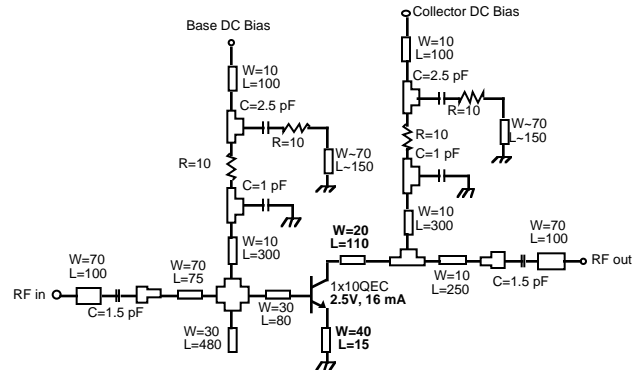 Collector DC Bias
Base DC Bias
W=10
L=100
W=10
L=100
C=2.5 pF
R=10
C=2.5 pF
R=10
W~70
L~150
R=10
W~70
L~150
R=10
C=1 pF
C=1 pF
W=10
L=300
W=10
L=300
W=20
L=110
W=70
L=100
W=70
L=75
W=70
L=100
RF in
RF out
C=1.5 pF
W=30
L=80
1x10QEC
2.5V, 16 mA
W=10
L=250
C=1.5 pF
W=30
L=480
W=40
L=15